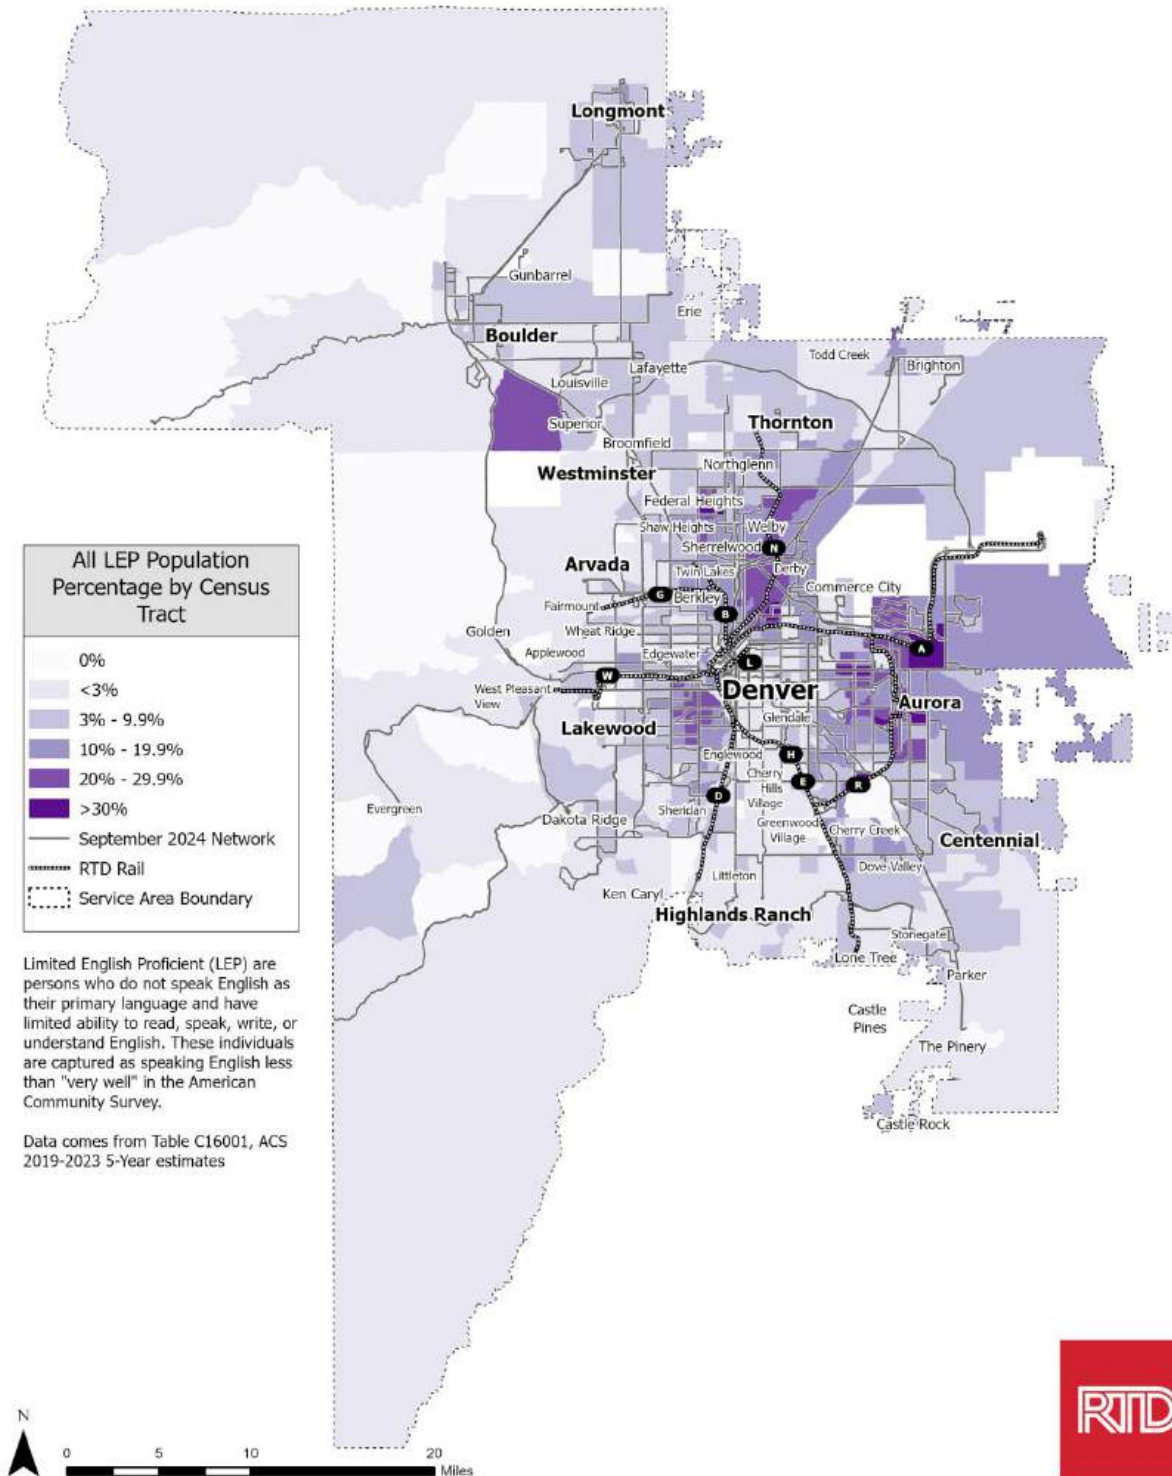 Longmont
Gunbarrel
Erie
Boulder
Todd Creek
Brighton
Lafayette
Louisville
Superior
Thornton
Broomfield
Westminster
Northglenn
Federal Heights
Shaw Heights
Welby
Sherrelwood
N
Arvada
Twin Lakes
Derby
Commerce City
G
Berkley
Fairmount
B
Golden
Wheat Ridge
Applewood
Edgewater
A
L
W
West Pleasant
View
Denver
Aurora
Lakewood
Glendale
Englewood
H
Cherry
Hills
Village
E
R
D
Evergreen
Sheridan
Dakota Ridge
Greenwood
Village
Cherry Creek
Centennial
Dove Valley
Littleton
Ken Caryl
Highlands Ranch
Stonegate
Lone Tree
Parker
Castle
Pines
The Pinery
Castle Rock
All LEP Population
Percentage by Census
Tract
0%
<3%
3% - 9.9%
10% - 19.9%
20% - 29.9%
>30%
September 2024 Network
RTD Rail
Service Area Boundary
Limited English Proficient (LEP) are
persons who do not speak English as
their primary language and have
limited ability to read, speak, write, or
understand English. These individuals
are captured as speaking English less
than "very well" in the American
Community Survey.
Data comes from Table C16001, ACS
2019-2023 5-Year estimates
N
0 5 10 20
Miles
RTD